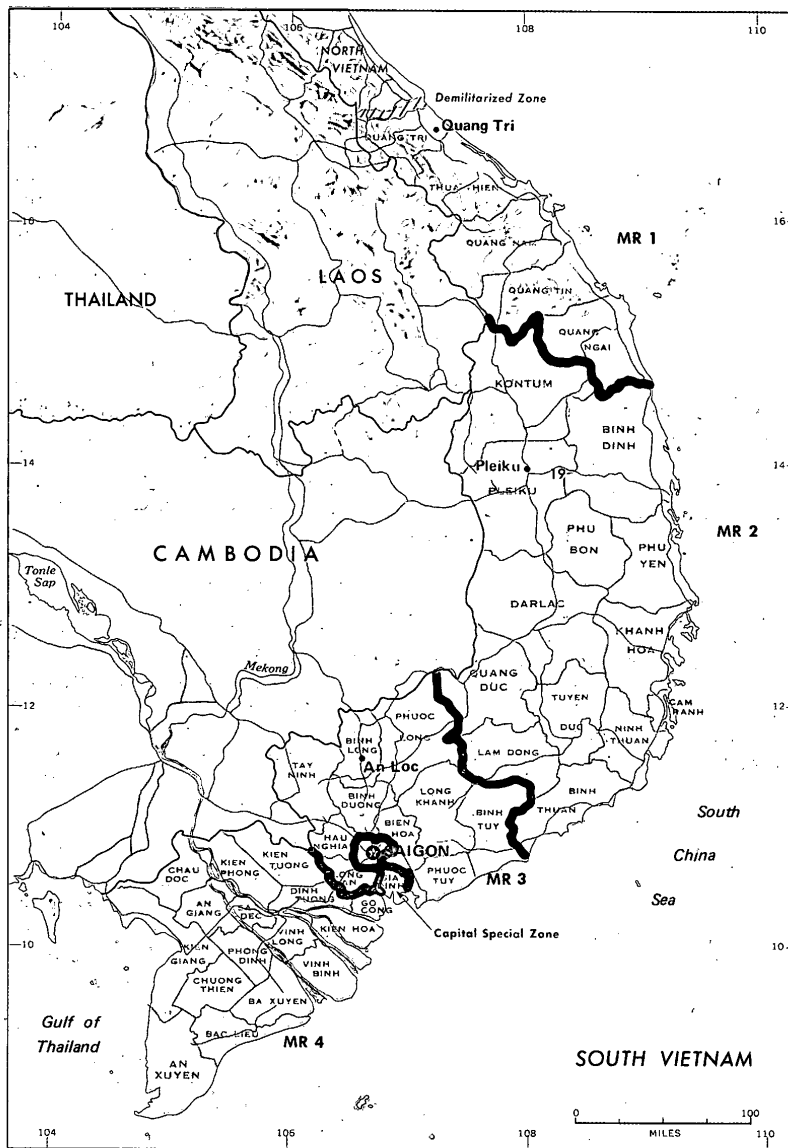 104
106
108
110
NORTH
VIETNAM
Demilitarized Zone
Quang Tri
QUANG TRI
THUA THIEN
16
16
QUANG NAM
MR 1
LAOS
THAILAND
QUANG TIN
QUANG
NGAI
KONTUM
BINH
DINH
14
Pleiku
19
14
PLEIKU
PHU
BON
PHU
YEN
MR 2
CAMBODIA
Tonle
Sap
DARLAC
KHANH
HOA
Mekong
QUANG
DUC
12
TUYEN
DUC
CAM
RANH
12
PHUOC
LONG
NINH
THUAN
BINH
LONG
LAM DONG
TAY
NINH
An Loc
BINH
DUONG
LONG
KHANH
BINH
THUAN
BINH
TUY
South
China
Sea
BIEN
HOA
HAU
NGHIA
SAIGON
KIEN
PHONG
KIEN
TUONG
LONG
AN
GIA
DINH
PHUOC
TUY
MR 3
CHAU
DOC
DINH
TUONG
GO
CONG
AN
GIANG
SA
DEC
VINH
LONG
KIEN HOA
Capital Special Zone
10
10
KIEN
GIANG
PHONG
DINH
VINH
BINH
CHUONG
THIEN
BA XUYEN
Gulf of
Thailand
BAC LIEU
MR 4
AN
XUYEN
SOUTH VIETNAM
0
100
MILES
104
106
108
110